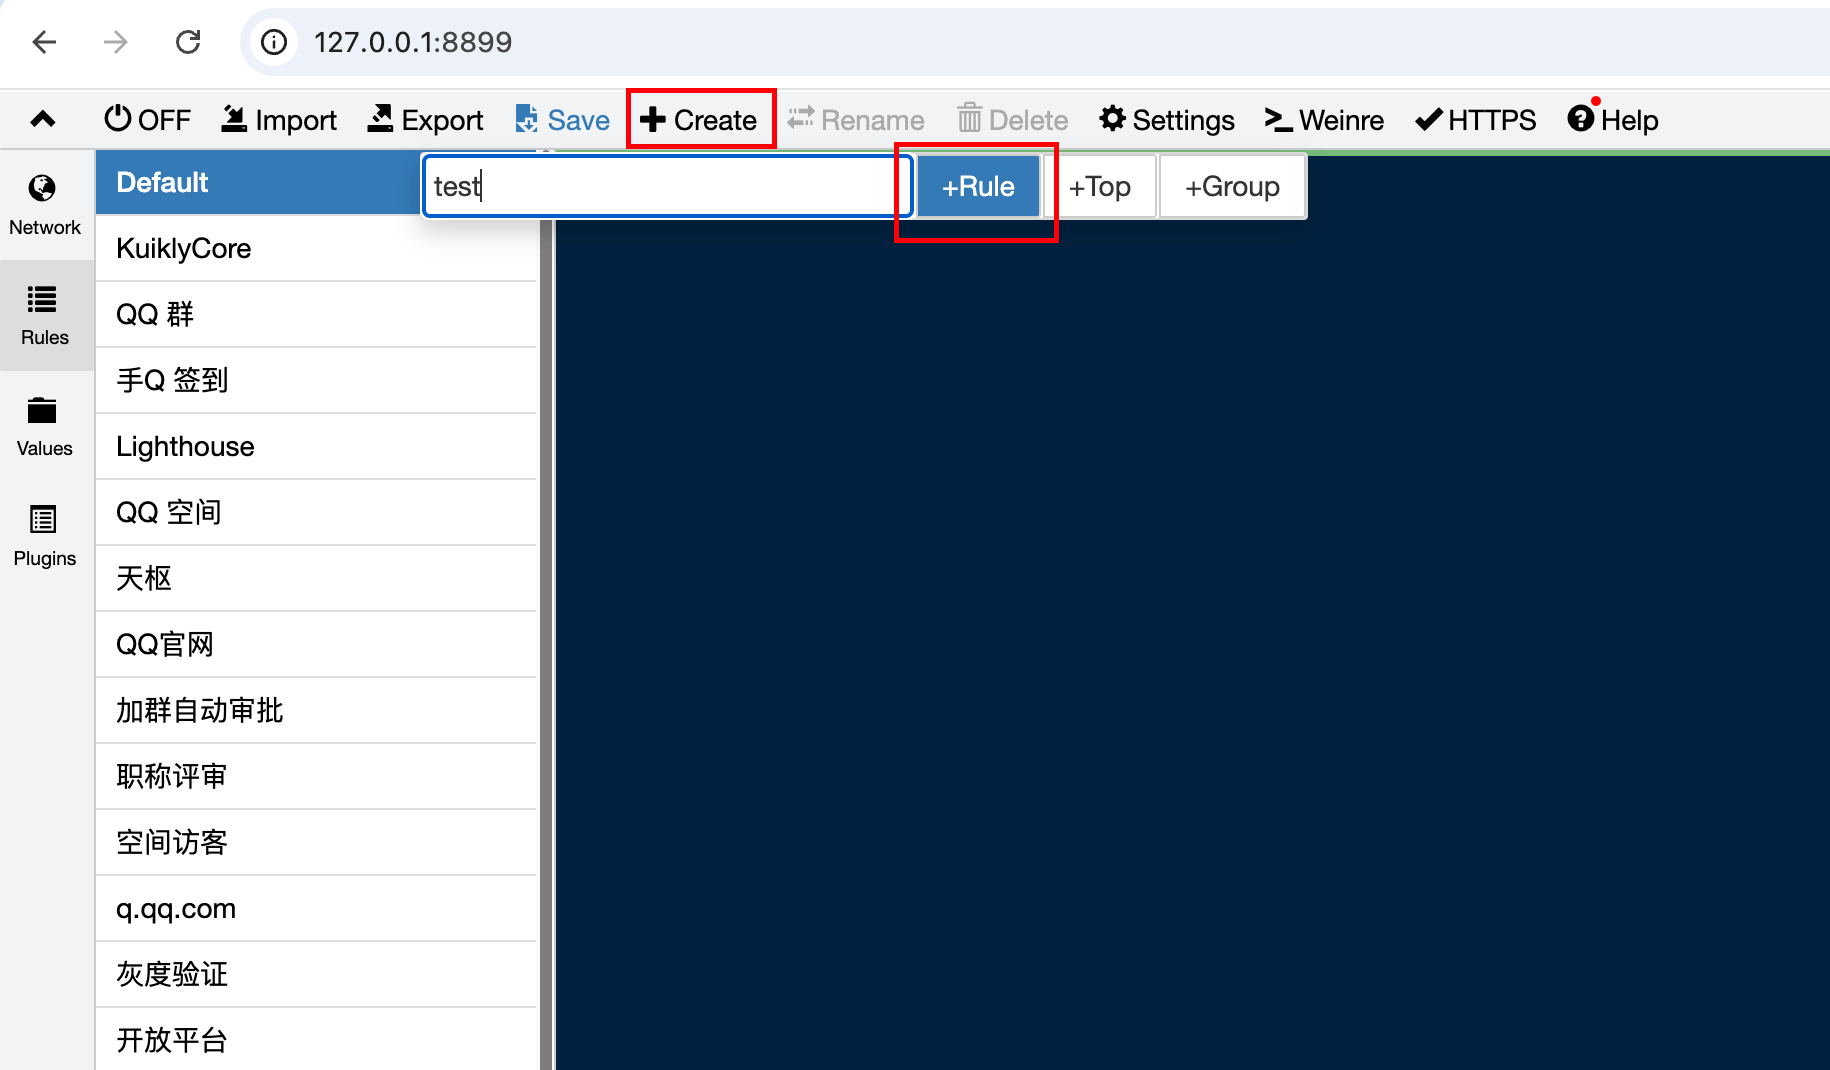 127.0.0.1:8899
OFF Import Export Save Create Rename Delete Settings Weinre HTTPS Help
Network
Rules
Values
Plugins
Default
test +Rule +Top +Group
KuiklyCore
QQ 群
手Q 签到
Lighthouse
QQ 空间
天枢
QQ官网
加群自动审批
职称评审
空间访客
q.qq.com
灰度验证
开放平台